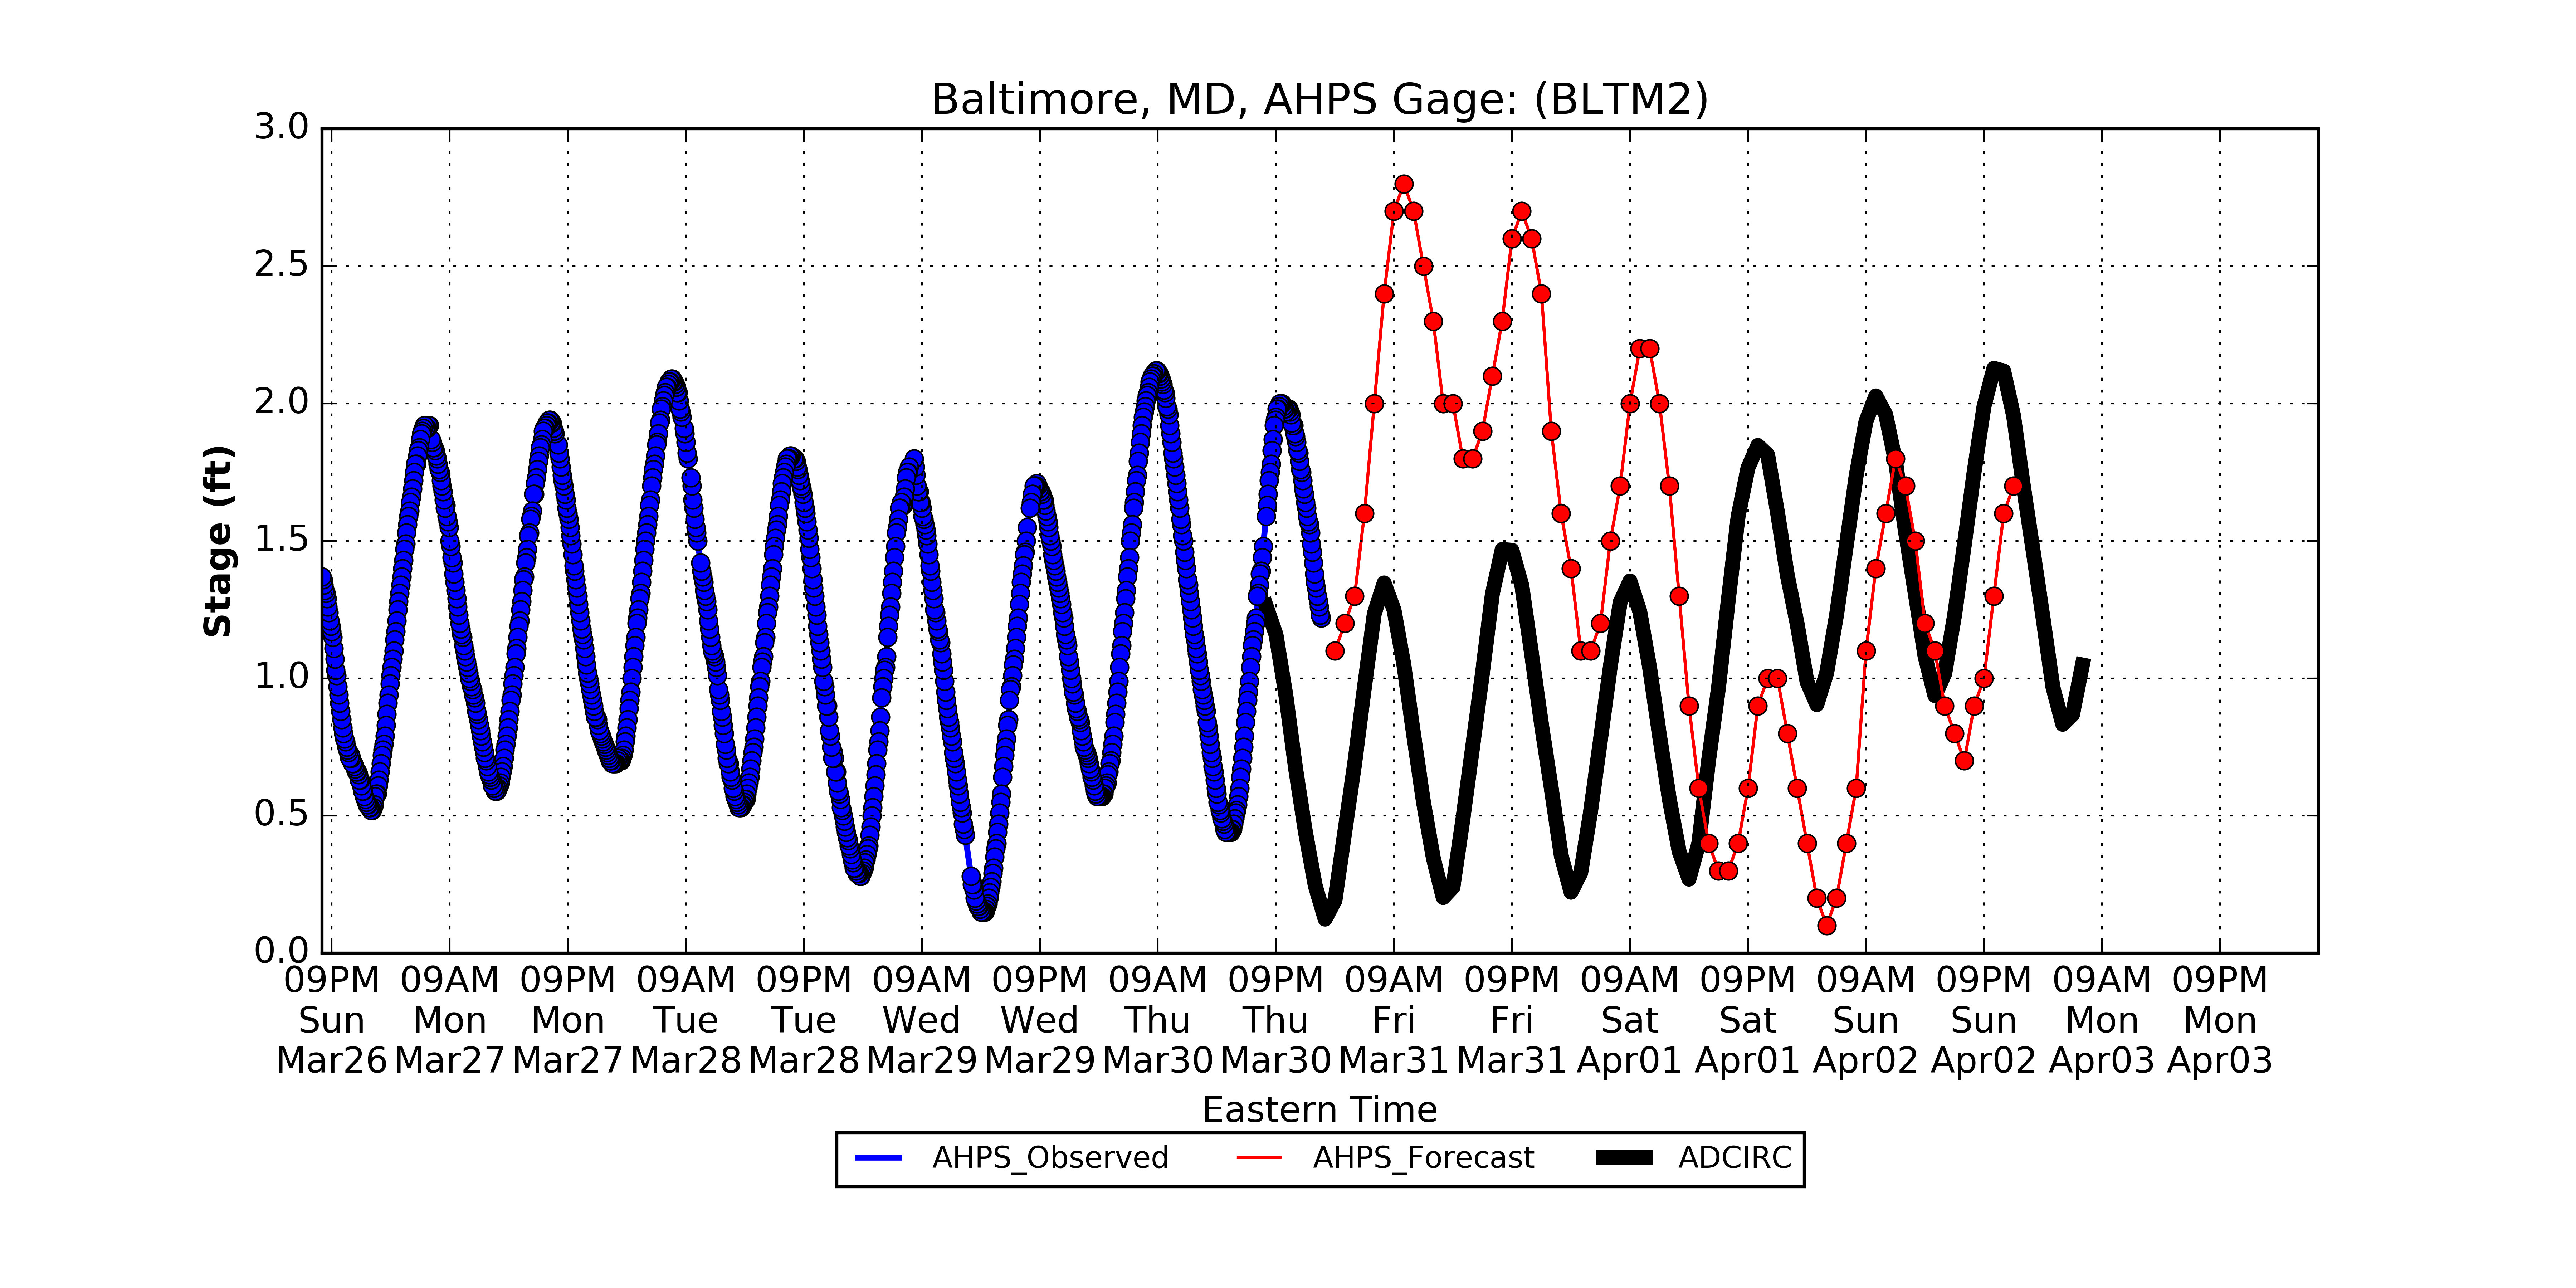 Baltimore, MD, AHPS Gage: (BLTM2)
3.0
2.5
2.0
1.5
1.0
0.5
0.0
Stage (ft)
09PM 09AM 09PM 09AM 09PM 09AM 09PM 09AM 09PM 09AM 09PM 09AM 09PM 09AM 09PM 09AM 09PM
Sun Mon Mon Tue Tue Wed Wed Thu Thu Fri Fri Sat Sat Sun Sun Mon Mon
Mar26 Mar27 Mar27 Mar28 Mar28 Mar29 Mar29 Mar30 Mar30 Mar31 Mar31 Apr01 Apr01 Apr02 Apr02 Apr03 Apr03
Eastern Time
AHPS_Observed AHPS_Forecast ADCIRC